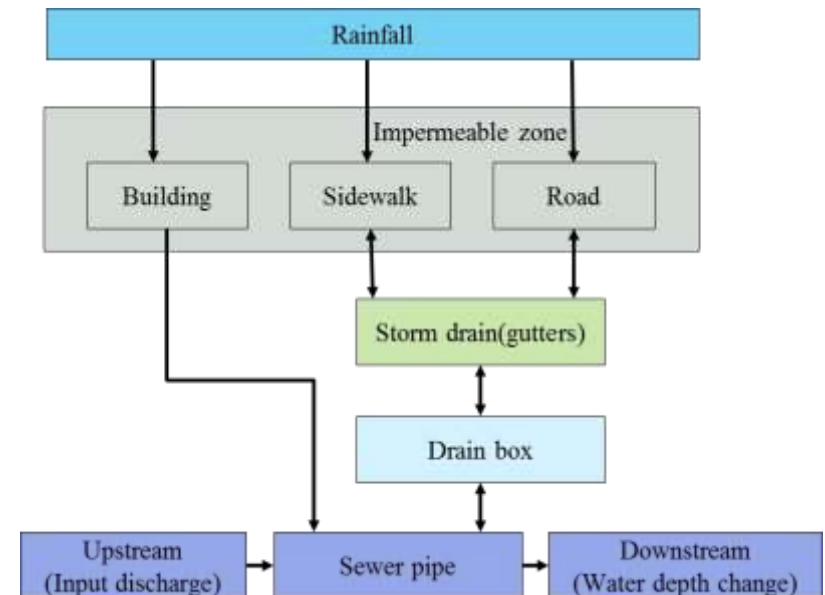 Rainfall
Impermeable zone
Building
Sidewalk
Road
Storm drain(gutters)
Drain box
Upstream
(Input discharge)
Sewer pipe
Downstream
(Water depth change)